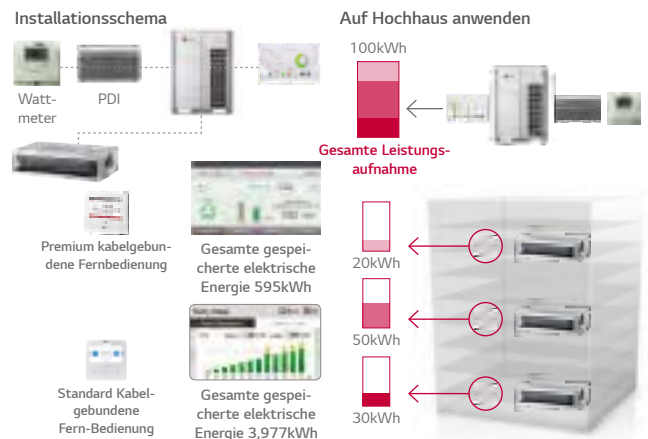 Installationsschema
Watt-
meter
PDI
Premium kabelgebun-
dene Fernbedienung
Gesamte gespei-
cherte elektrische
Energie 595kWh
Standard Kabel-
gebundene
Fern-Bedienung
Gesamte gespei-
cherte elektrische
Energie 3,977kWh
Auf Hochhaus anwenden
100kWh
Gesamte Leistungs-
aufnahme
20kWh
50kWh
30kWh